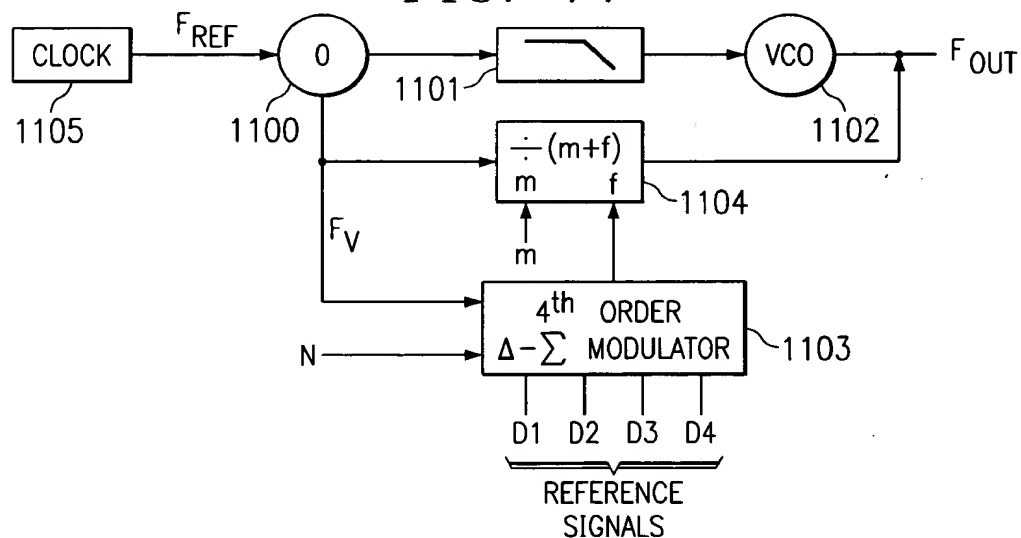 CLOCK
1105
F_REF
0
1100
1101
VCO
1102
F_OUT
÷ (m+f)
m f
1104
F_V
m
4th ORDER
Δ-∑ MODULATOR
1103
N
D1 D2 D3 D4
REFERENCE
SIGNALS